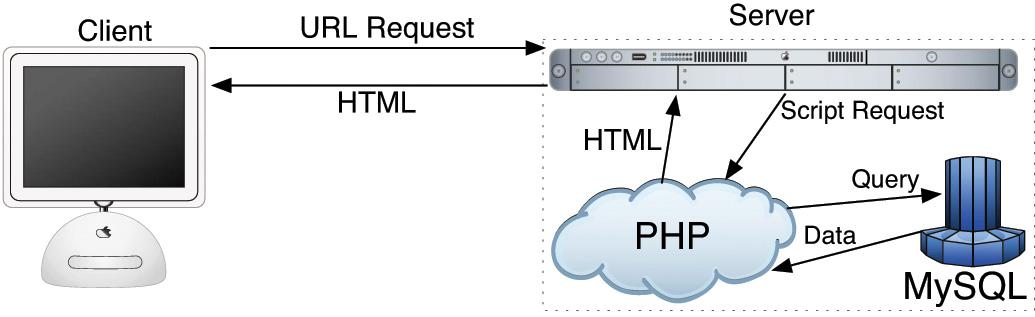 Client
URL Request
Server
HTML
Script Request
HTML
Query
PHP
Data
MySQL